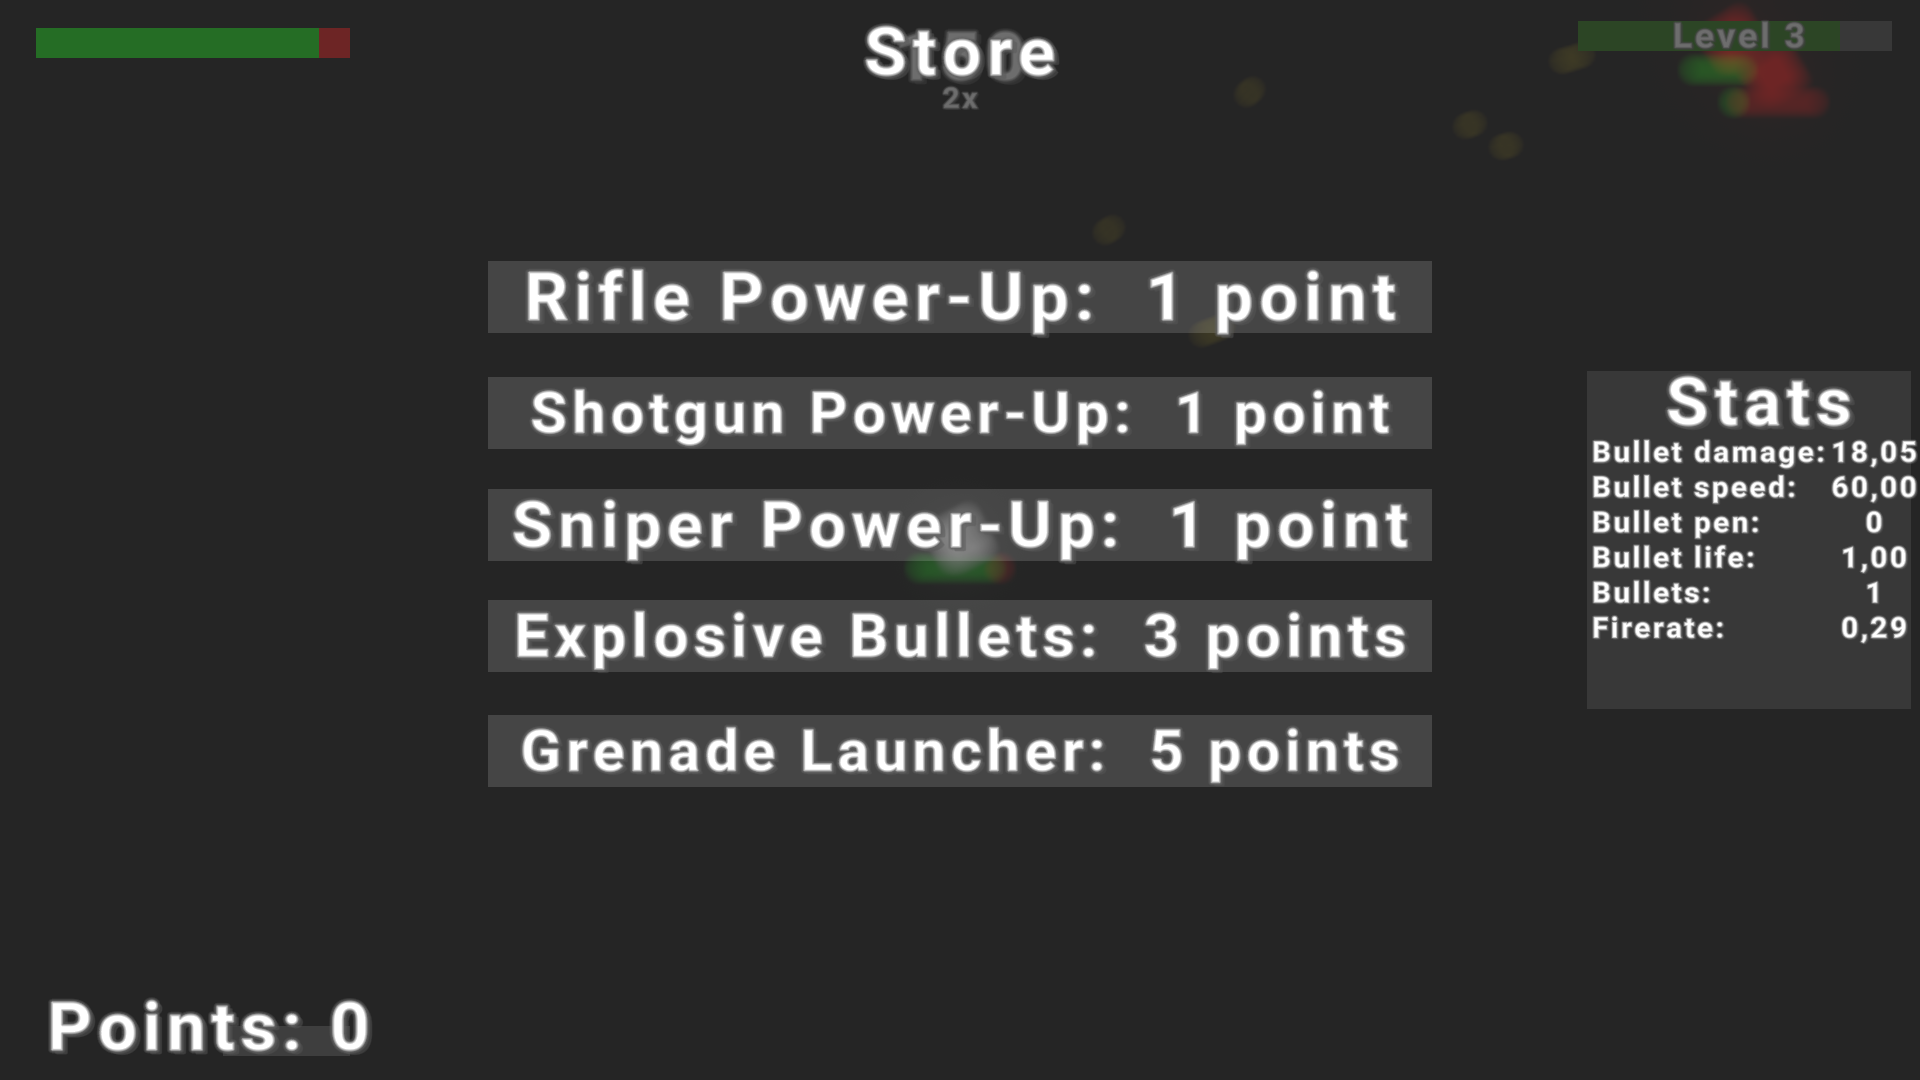 Store
2x
Level 3
Rifle Power-Up: 1 point
Shotgun Power-Up: 1 point
Sniper Power-Up: 1 point
Explosive Bullets: 3 points
Grenade Launcher: 5 points
Stats
Bullet damage: 18,05
Bullet speed: 60,00
Bullet pen: 0
Bullet life: 1,00
Bullets: 1
Firerate: 0,29
Points: 0